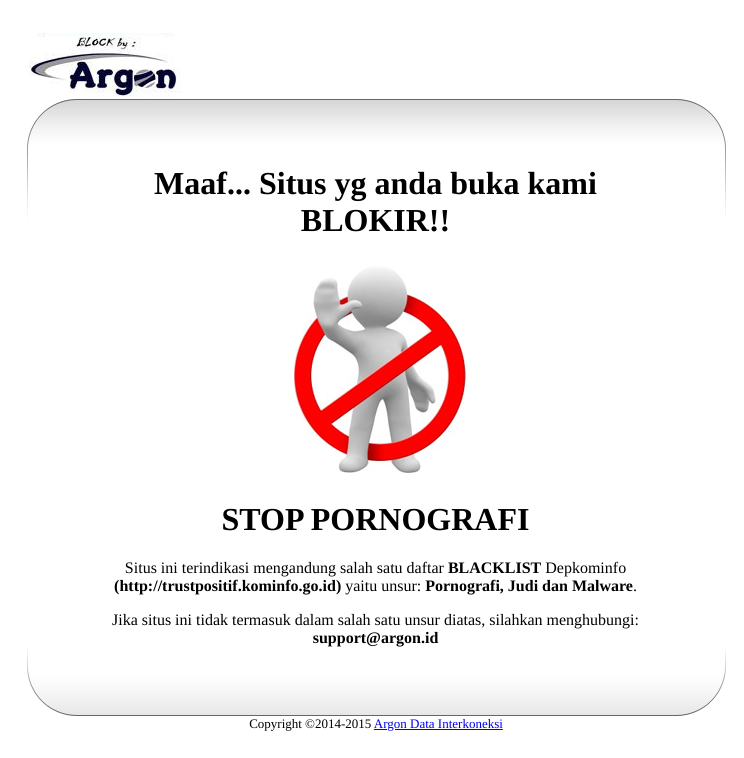 BLOCK by :
Argon
Maaf... Situs yg anda buka kami
BLOKIR!!
STOP PORNOGRAFI
Situs ini terindikasi mengandung salah satu daftar BLACKLIST Depkominfo
(http://trustpositif.kominfo.go.id) yaitu unsur: Pornografi, Judi dan Malware.
Jika situs ini tidak termasuk dalam salah satu unsur diatas, silahkan menghubungi:
support@argon.id
Copyright ©2014-2015 Argon Data Interkoneksi